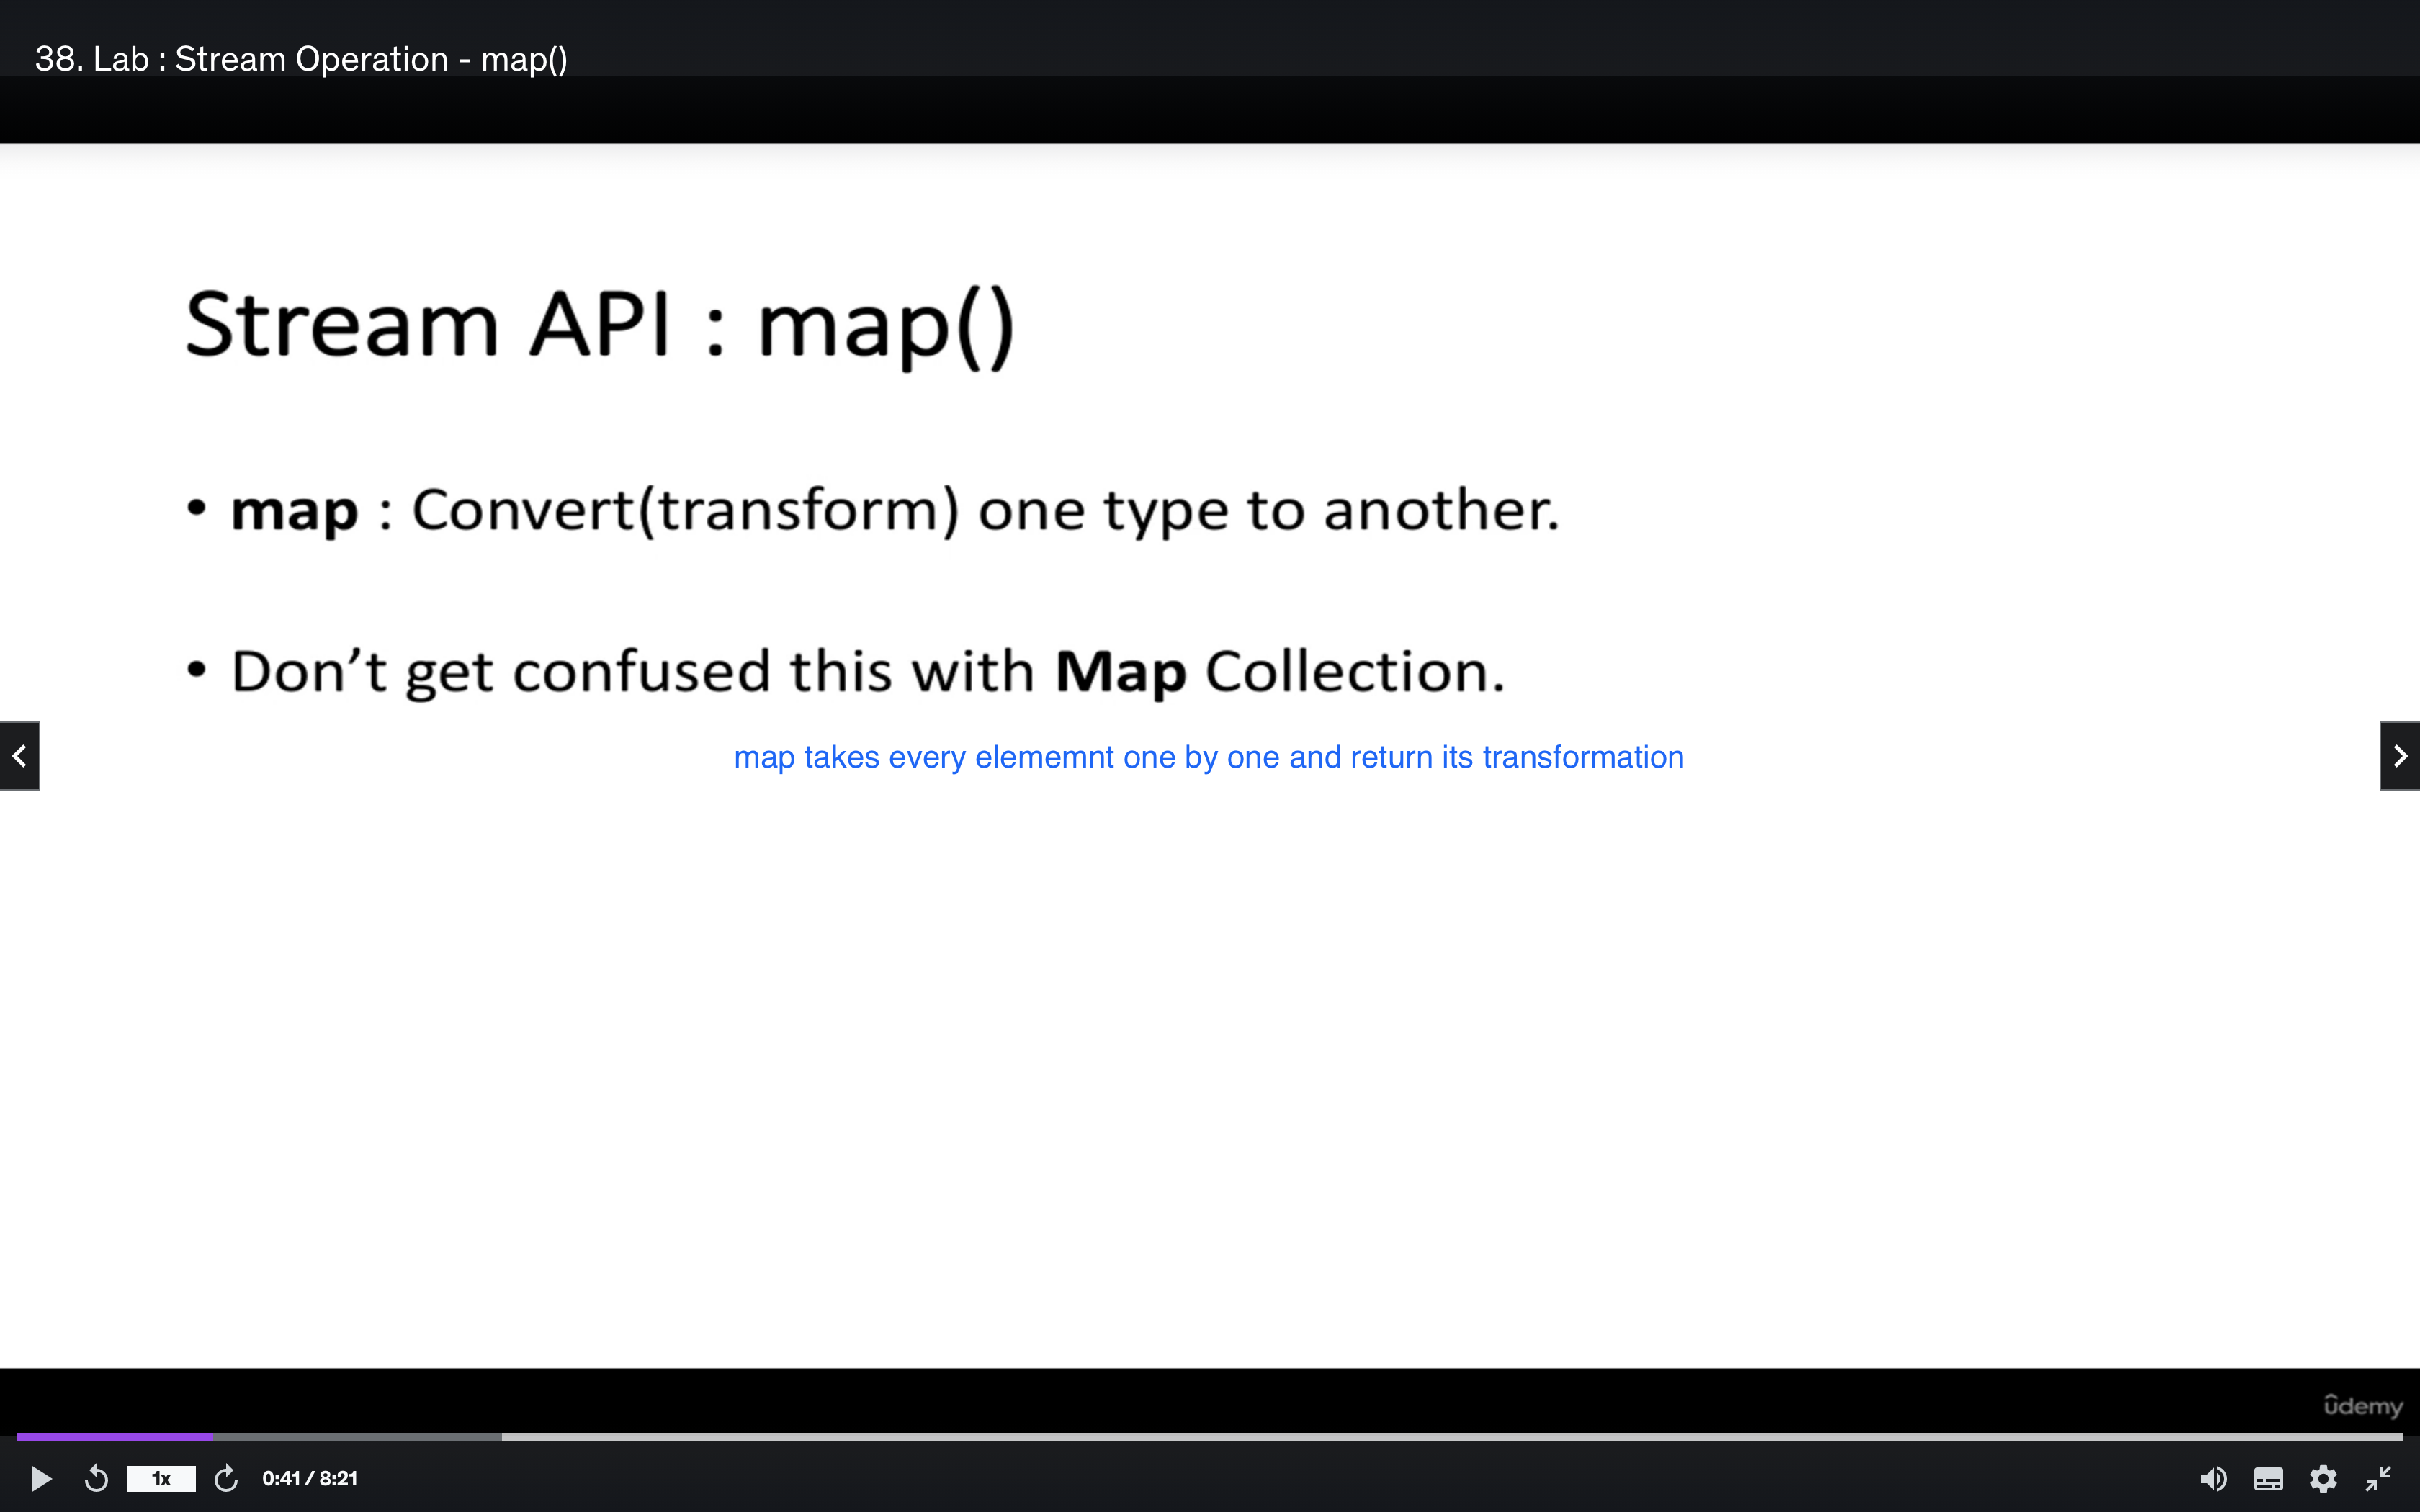 38. Lab : Stream Operation - map()
Stream API : map()
• map : Convert(transform) one type to another.
• Don't get confused this with Map Collection.
map takes every elememnt one by one and return its transformation
ûdemy
1x
0:41 / 8:21